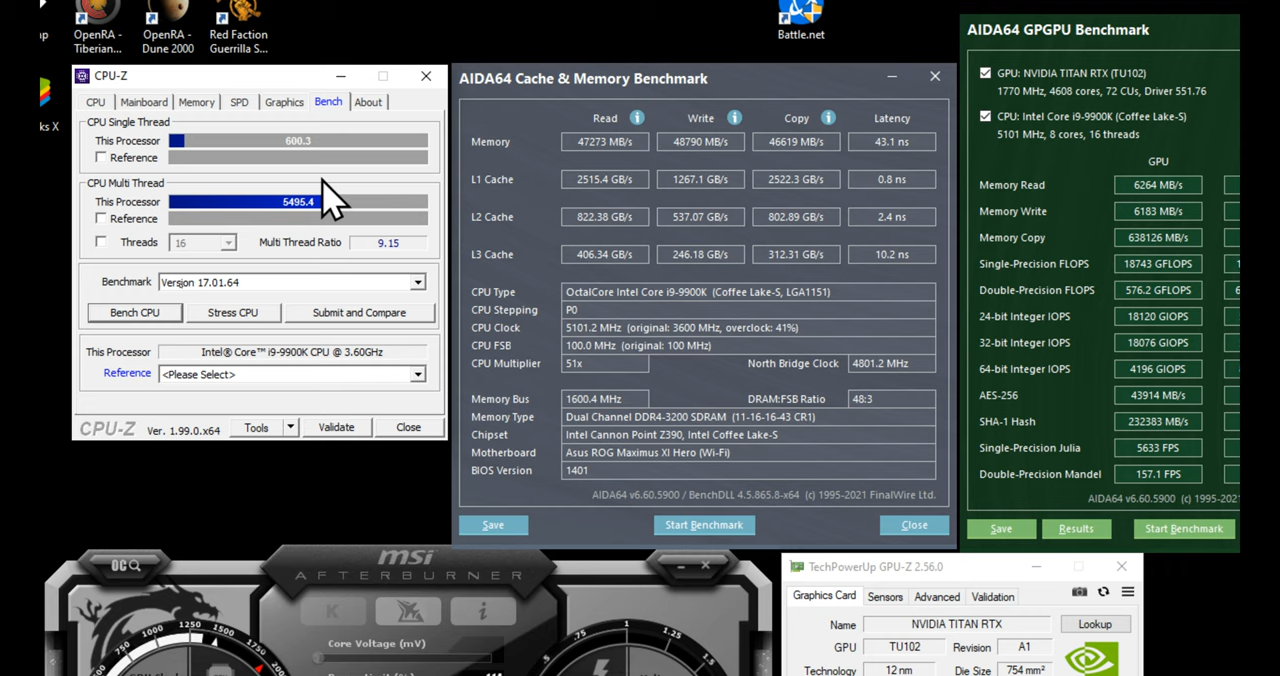 OpenRA - Tiberian...
OpenRA - Dune 2000
Red Faction Guerrilla S...
Battle.net
ks X
CPU-Z
CPU Mainboard Memory SPD Graphics Bench About
CPU Single Thread
This Processor 600.3
Reference
CPU Multi Thread
This Processor 5495.4
Reference
Threads 16 Multi Thread Ratio 9.15
Benchmark Version 17.01.64
Bench CPU Stress CPU Submit and Compare
This Processor Intel® Core™ i9-9900K CPU @ 3.60GHz
Reference <Please Select>
CPU-Z Ver. 1.99.0.x64 Tools Validate Close
AIDA64 Cache & Memory Benchmark
Read Write Copy Latency
Memory 47273 MB/s 48790 MB/s 46619 MB/s 43.1 ns
L1 Cache 2515.4 GB/s 1267.1 GB/s 2522.3 GB/s 0.8 ns
L2 Cache 822.38 GB/s 537.07 GB/s 802.89 GB/s 2.4 ns
L3 Cache 406.34 GB/s 246.18 GB/s 312.31 GB/s 10.2 ns
CPU Type OctalCore Intel Core i9-9900K (Coffee Lake-S, LGA1151)
CPU Stepping P0
CPU Clock 5101.2 MHz (original: 3600 MHz, overclock: 41%)
CPU FSB 100.0 MHz (original: 100 MHz)
CPU Multiplier 51x North Bridge Clock 4801.2 MHz
Memory Bus 1600.4 MHz DRAM:FSB Ratio 48:3
Memory Type Dual Channel DDR4-3200 SDRAM (11-16-16-43 CR1)
Chipset Intel Cannon Point Z390, Intel Coffee Lake-S
Motherboard Asus ROG Maximus XI Hero (Wi-Fi)
BIOS Version 1401
AIDA64 v6.60.5900 / BenchDLL 4.5.865.8-x64 (c) 1995-2021 FinalWire Ltd.
Save Start Benchmark Close
AIDA64 GPGPU Benchmark
GPU: NVIDIA TITAN RTX (TU102)
1770 MHz, 4608 cores, 72 CUs, Driver 551.76
CPU: Intel Core i9-9900K (Coffee Lake-S)
5101 MHz, 8 cores, 16 threads
GPU
Memory Read 6264 MB/s
Memory Write 6183 MB/s
Memory Copy 638126 MB/s
Single-Precision FLOPS 18743 GFLOPS
Double-Precision FLOPS 576.2 GFLOPS
24-bit Integer IOPS 18120 GIOPS
32-bit Integer IOPS 18076 GIOPS
64-bit Integer IOPS 4196 GIOPS
AES-256 43914 MB/s
SHA-1 Hash 232383 MB/s
Single-Precision Julia 5633 FPS
Double-Precision Mandel 157.1 FPS
AIDA64 v6.60.5900 (c) 1995-
Save Results Start Benchmark
OC
msi
AFTERBURNER
K i
Core Voltage (mV)
1000 1250 1500 1750
.5 .75 1 1.25 1.5
TechPowerUp GPU-Z 2.56.0
Graphics Card Sensors Advanced Validation
Name NVIDIA TITAN RTX Lookup
GPU TU102 Revision A1
Technology 12 nm Die Size 754 mm²